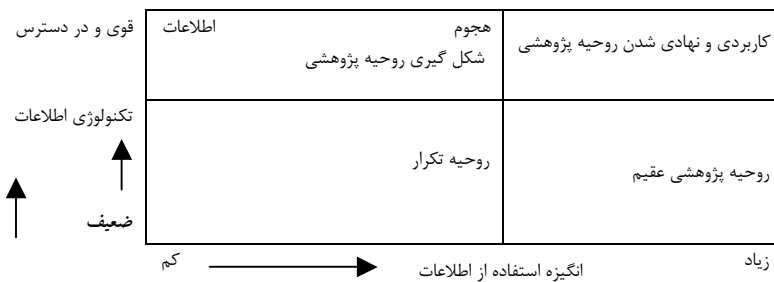 قوی و در دسترس
هجوم اطلاعات
شکل گیری روحیه پژوهشی
کاربردی و نهادی شدن روحیه پژوهشی
تکنولوژی اطلاعات
روحیه تکرار
روحیه پژوهشی عقیم
ضعیف
کم
انگیزه استفاده از اطلاعات
زیاد